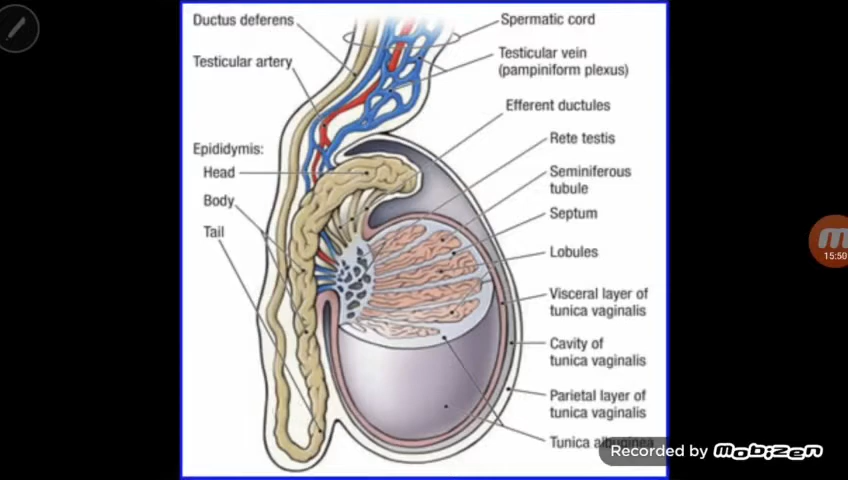 Ductus deferens
Testicular artery
Epididymis:
Head
Body
Tail
Spermatic cord
Testicular vein
(pampiniform plexus)
Efferent ductules
Rete testis
Seminiferous
tubule
Septum
Lobules
Visceral layer of
tunica vaginalis
Cavity of
tunica vaginalis
Parietal layer of
tunica vaginalis
Tunica albuginea
Recorded by MOBIZEN
M
15:50